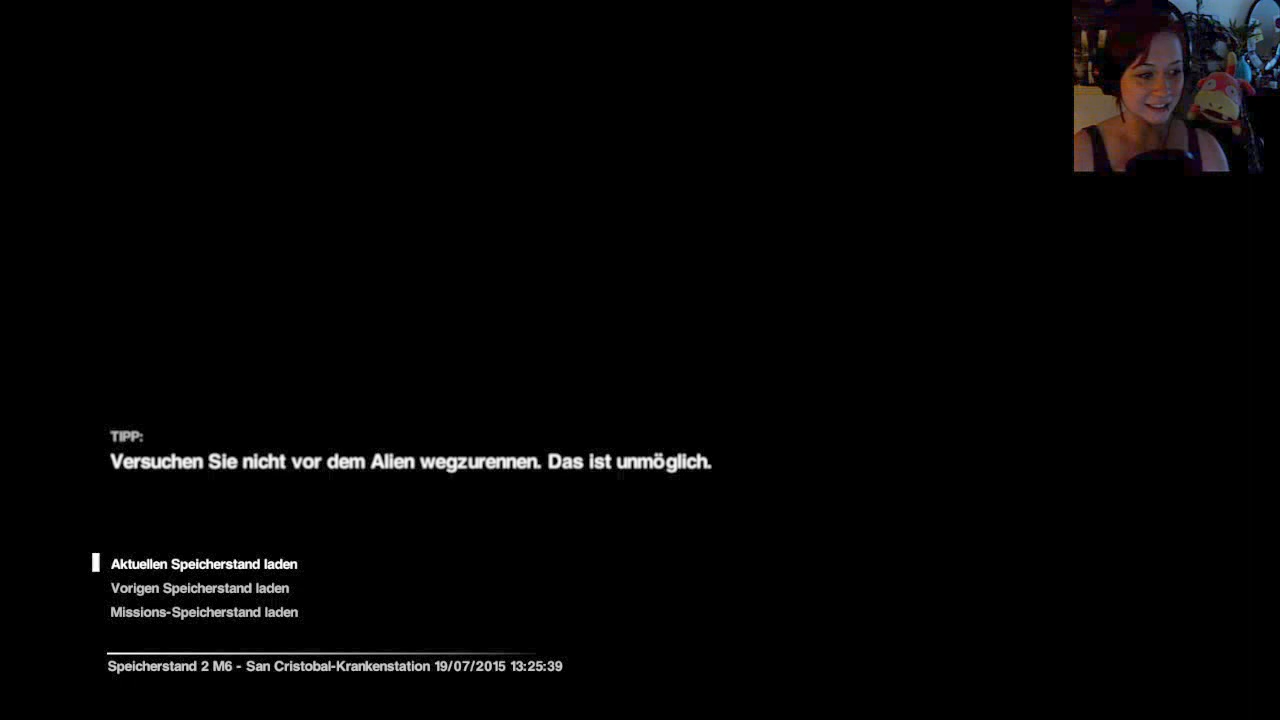 TIPP:
Versuchen Sie nicht vor dem Alien wegzurennen. Das ist unmöglich.
Aktuellen Speicherstand laden
Vorigen Speicherstand laden
Missions-Speicherstand laden
Speicherstand 2 M6 - San Cristobal-Krankenstation 19/07/2015 13:25:39